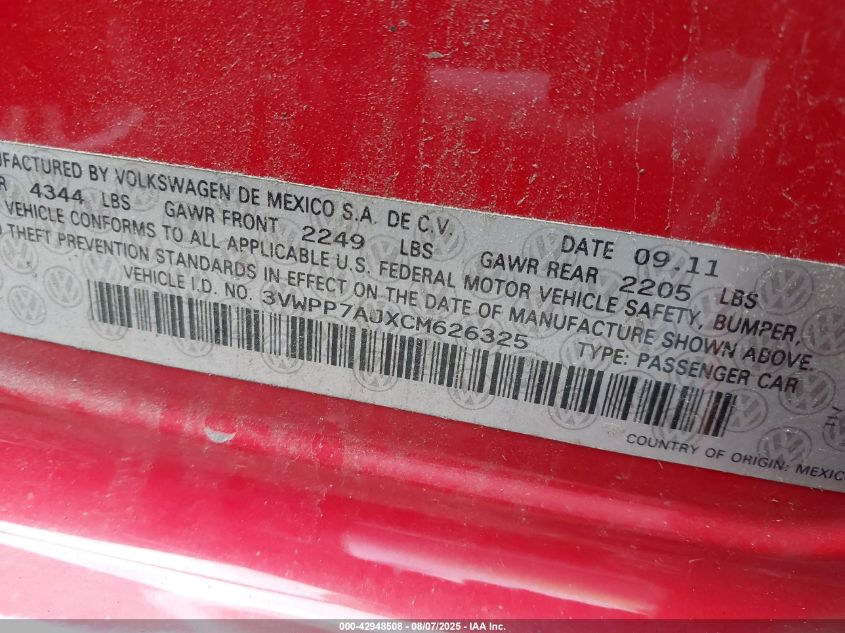 UFACTURED BY VOLKSWAGEN DE MEXICO S.A. DE C.V. DATE 09.11
R 4344 LBS GAWR FRONT 2249 LBS GAWR REAR 2205 LBS
VEHICLE CONFORMS TO ALL APPLICABLE U.S. FEDERAL MOTOR VEHICLE SAFETY, BUMPER,
THEFT PREVENTION STANDARDS IN EFFECT ON THE DATE OF MANUFACTURE SHOWN ABOVE.
VEHICLE I.D. NO. 3VWPP7AJXCM626325 TYPE: PASSENGER CAR
COUNTRY OF ORIGIN: MEXICO
000-42948508 - 08/07/2025 - IAA Inc.